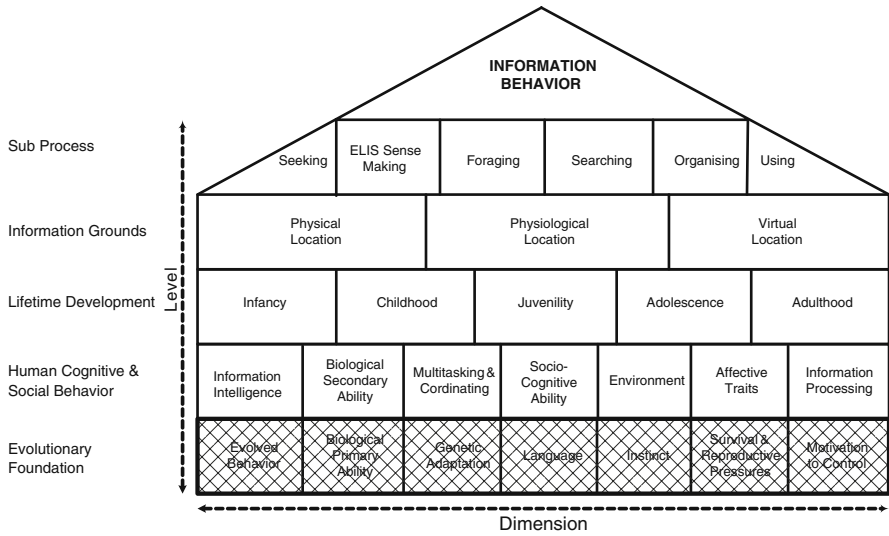 INFORMATION
BEHAVIOR
Sub Process
Seeking
ELIS Sense
Making
Foraging
Searching
Organising
Using
Information Grounds
Physical
Location
Physiological
Location
Virtual
Location
Level
Lifetime Development
Infancy
Childhood
Juvenility
Adolescence
Adulthood
Human Cognitive &
Social Behavior
Information
Intelligence
Biological
Secondary
Ability
Multitasking &
Cordinating
Socio-
Cognitive
Ability
Environment
Affective
Traits
Information
Processing
Evolutionary
Foundation
Evolved
Behavior
Biological
Primary
Ability
Genetic
Adaptation
Language
Instinct
Survival &
Reproductive
Pressures
Motivation
to Control
Dimension